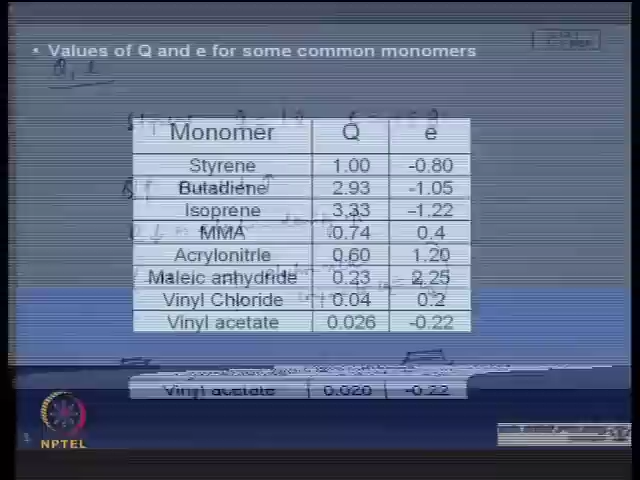 • Values of Q and e for some common monomers
Q, e
Monomer Q e
Styrene 1.00 -0.80
Butadiene 2.93 -1.05
Isoprene 3.33 -1.22
MMA 0.74 0.4
Acrylonitrle 0.60 1.20
Maleic anhydride 0.23 2.25
Vinyl Chloride 0.04 0.2
Vinyl acetate 0.026 -0.22
Vinyl acetate 0.020 -0.22
NPTEL